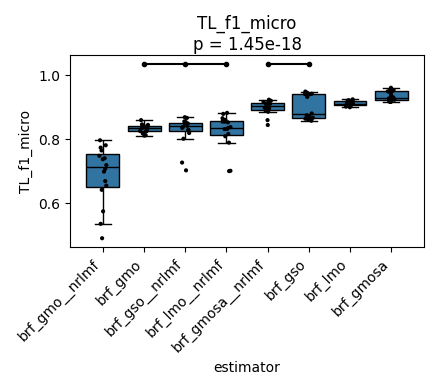 TL_f1_micro
p = 1.45e-18
TL_f1_micro
1.0
0.8
0.6
brf_gmo__nrlmf
brf_gmo
brf_gso__nrlmf
brf_lmo__nrlmf
brf_gmosa__nrlmf
brf_gso
brf_lmo
brf_gmosa
estimator